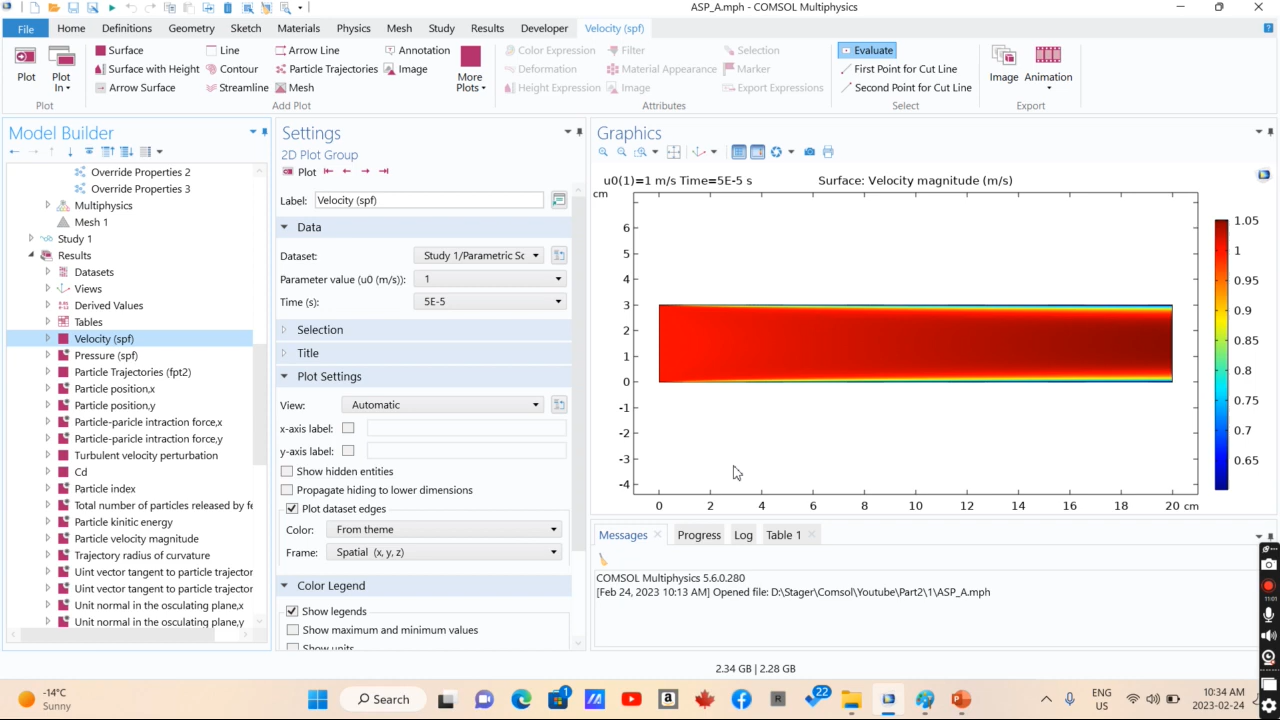 ASP_A.mph - COMSOL Multiphysics
File Home Definitions Geometry Sketch Materials Physics Mesh Study Results Developer Velocity (spf)
Plot
Plot In
Plot
Surface
Surface with Height
Arrow Surface
Line
Contour
Streamline
Arrow Line
Particle Trajectories
Mesh
Annotation
Image
More Plots
Add Plot
Color Expression
Deformation
Height Expression
Filter
Material Appearance
Image
Selection
Marker
Export Expressions
Attributes
Evaluate
First Point for Cut Line
Second Point for Cut Line
Select
Image
Animation
Export
Model Builder
Override Properties 2
Override Properties 3
Multiphysics
Mesh 1
Study 1
Results
Datasets
Views
Derived Values
Tables
Velocity (spf)
Pressure (spf)
Particle Trajectories (fpt2)
Particle position,x
Particle position,y
Particle-paricle intraction force,x
Particle-paricle intraction force,y
Turbulent velocity perturbation
Cd
Particle index
Total number of particles released by fe
Particle kinitic energy
Particle velocity magnitude
Trajectory radius of curvature
Uint vector tangent to particle trajector
Uint vector tangent to particle trajector
Unit normal in the osculating plane,x
Unit normal in the osculating plane,y
Settings
2D Plot Group
Plot
Label: Velocity (spf)
Data
Dataset: Study 1/Parametric Sc
Parameter value (u0 (m/s)): 1
Time (s): 5E-5
Selection
Title
Plot Settings
View: Automatic
x-axis label:
y-axis label:
Show hidden entities
Propagate hiding to lower dimensions
Plot dataset edges
Color: From theme
Frame: Spatial (x, y, z)
Color Legend
Show legends
Show maximum and minimum values
Show units
Graphics
u0(1)=1 m/s Time=5E-5 s Surface: Velocity magnitude (m/s)
cm
6
5
4
3
2
1
0
-1
-2
-3
-4
0 2 4 6 8 10 12 14 16 18 20 cm
1.05
1
0.95
0.9
0.85
0.8
0.75
0.7
0.65
Messages Progress Log Table 1
COMSOL Multiphysics 5.6.0.280
[Feb 24, 2023 10:13 AM] Opened file: D:\Stager\Comsol\Youtube\Part2\1\ASP_A.mph
11:01
2.34 GB | 2.28 GB
-14°C
Sunny
Search
1
R
22
ENG
US
10:34 AM
2023-02-24